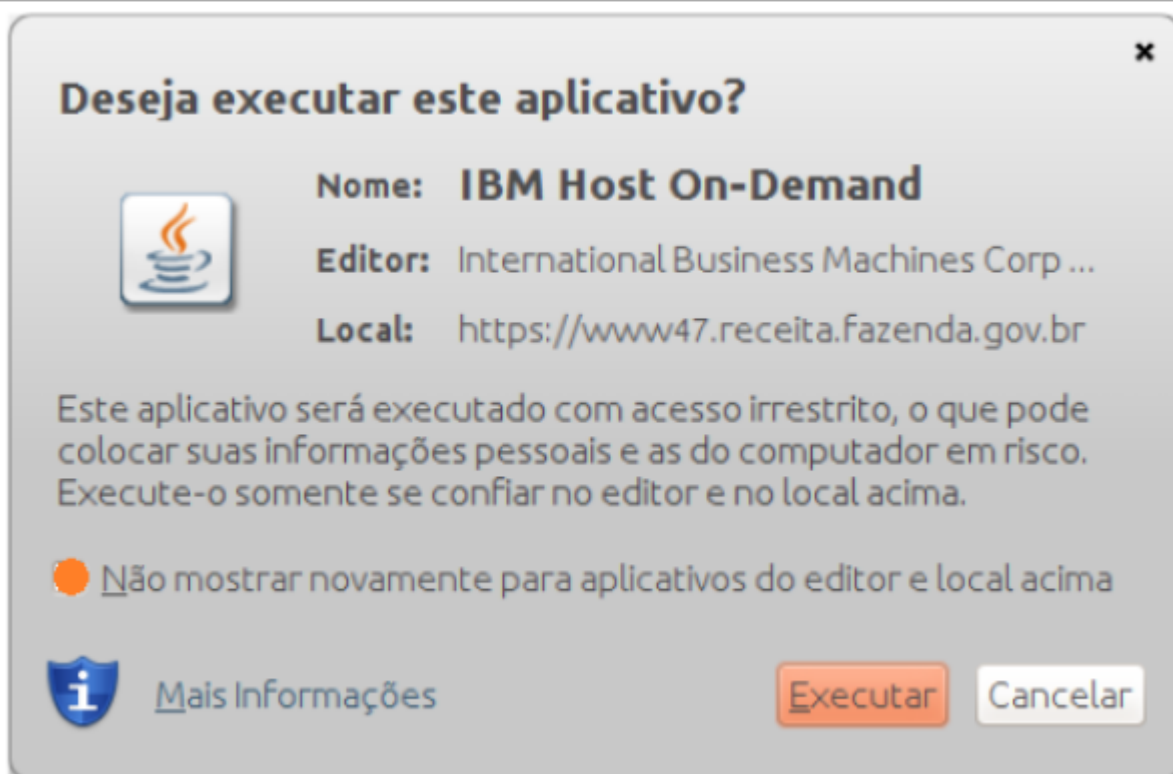 Deseja executar este aplicativo?
Nome: IBM Host On-Demand
Editor: International Business Machines Corp ...
Local: https://www47.receita.fazenda.gov.br
Este aplicativo será executado com acesso irrestrito, o que pode
colocar suas informações pessoais e as do computador em risco.
Execute-o somente se confiar no editor e no local acima.
Não mostrar novamente para aplicativos do editor e local acima
Mais Informações
Executar
Cancelar